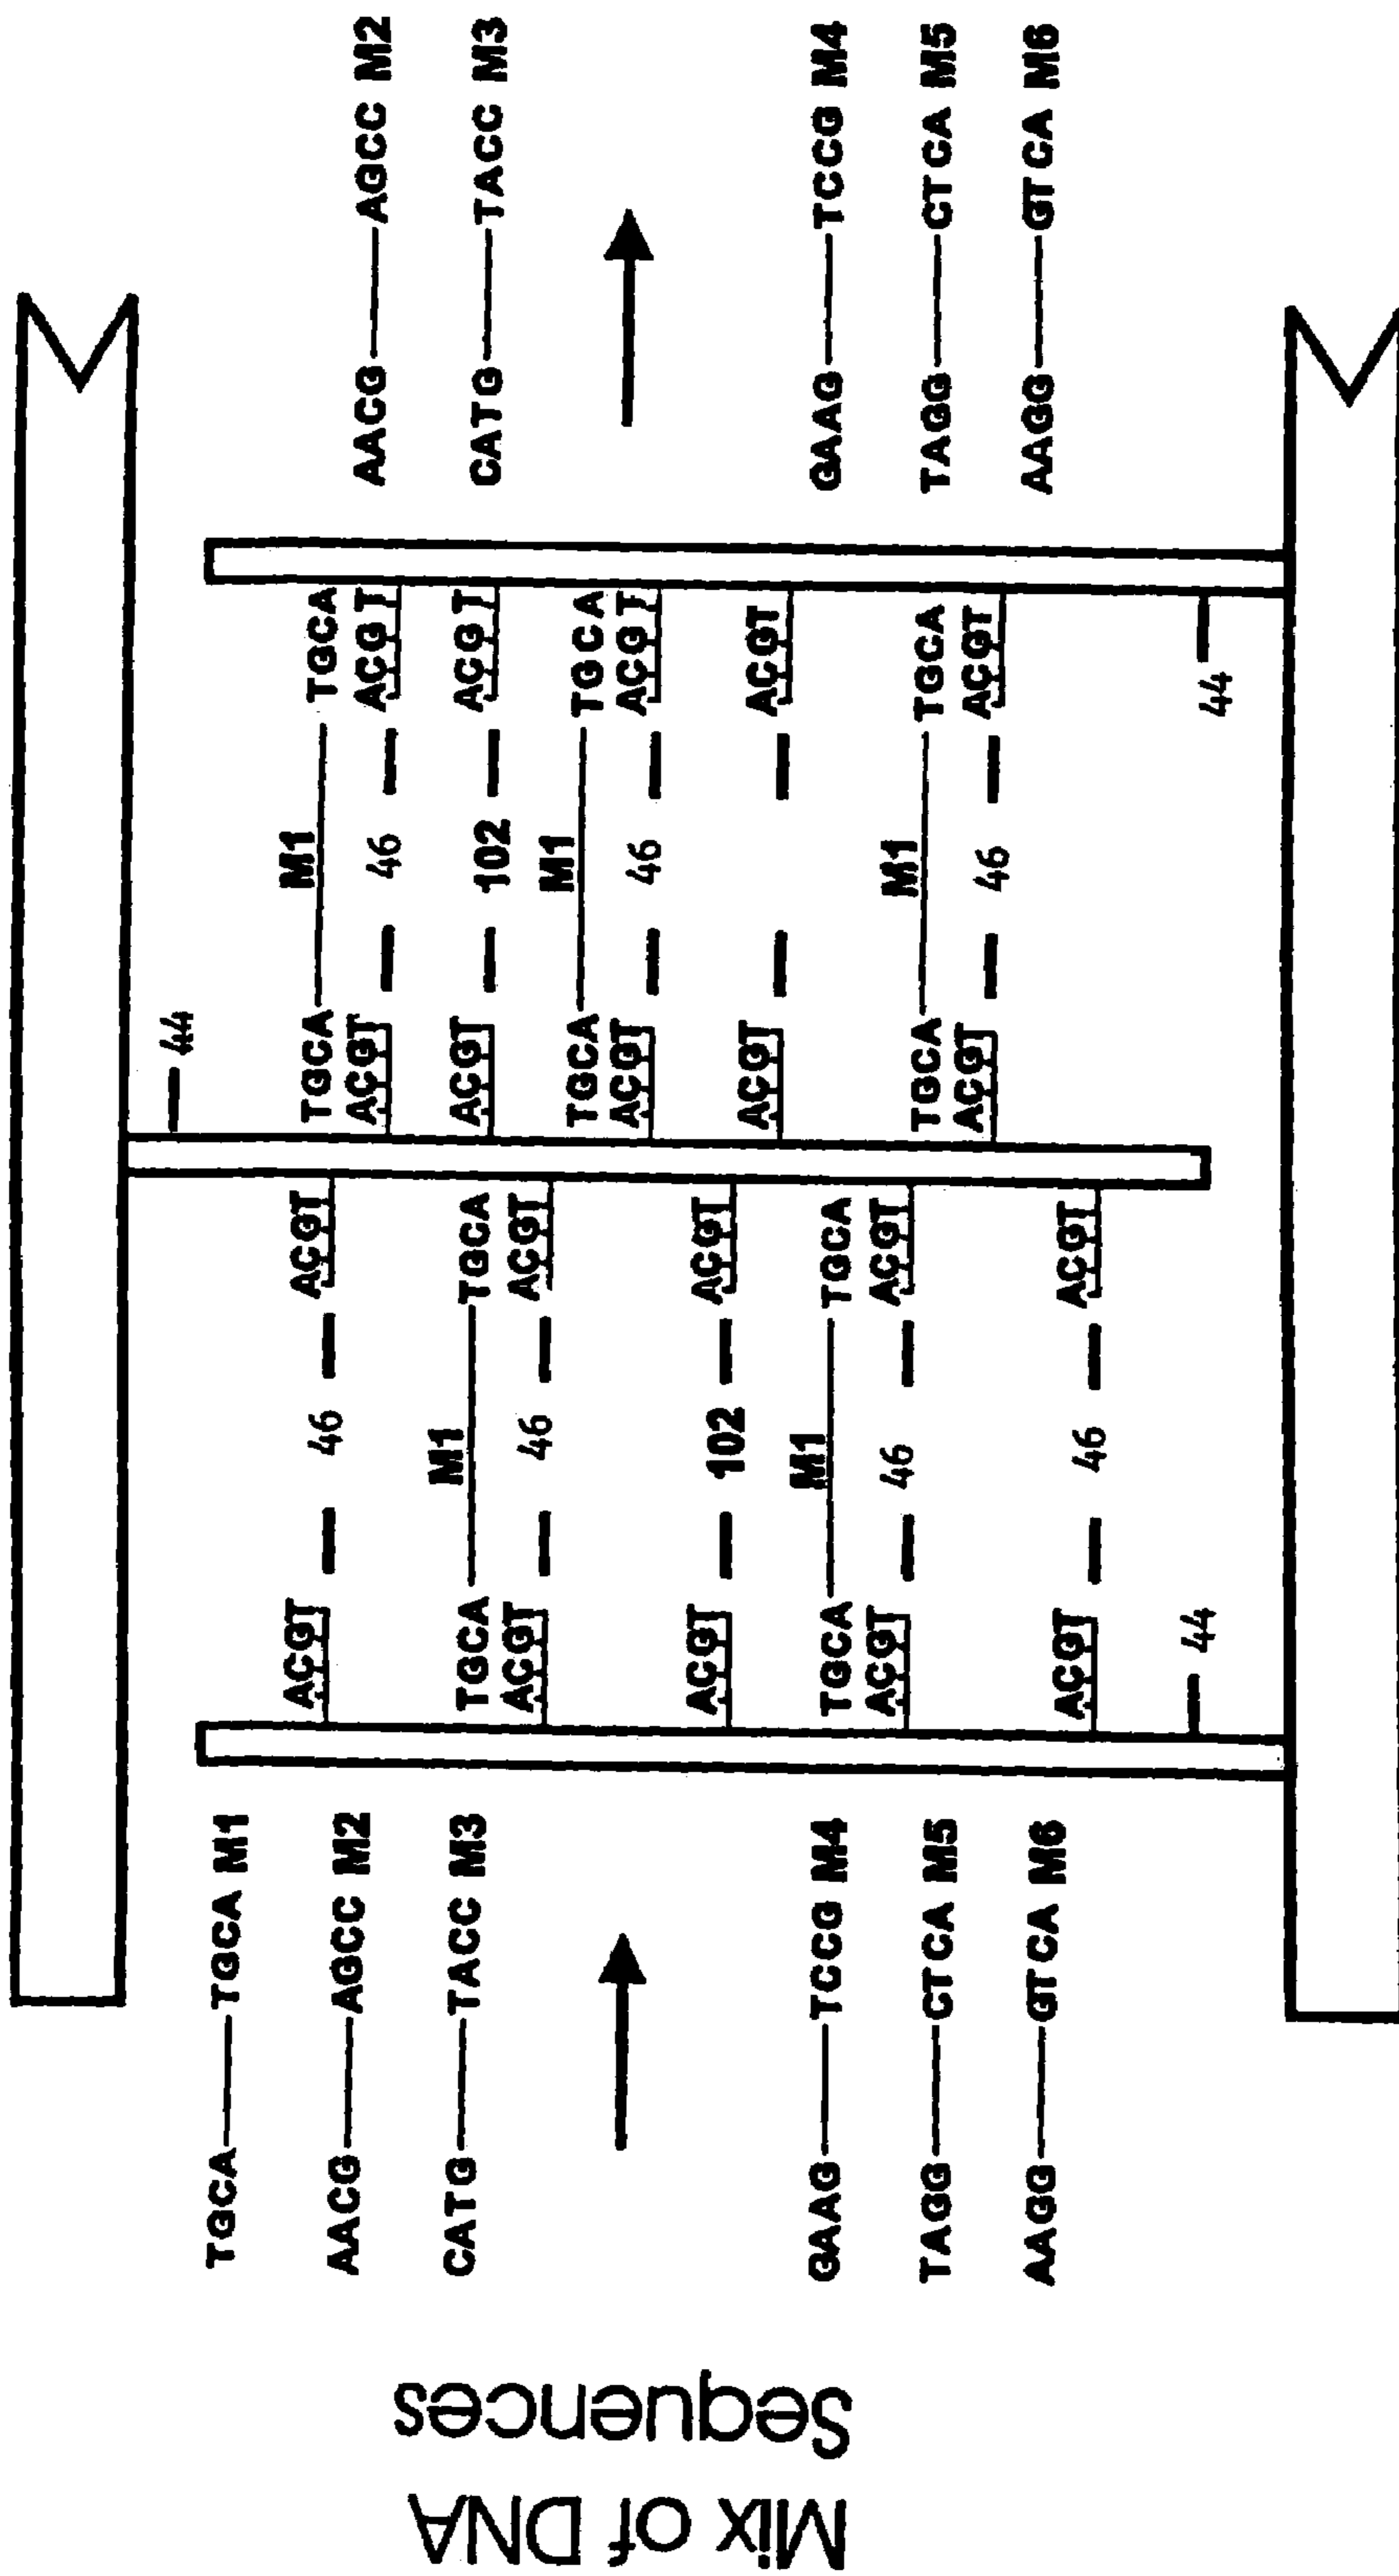 Mix of DNA
Sequences
TGCA—TGCA M1
AACG—AGCC M2
CATG—TACC M3
GAAG—TCCG M4
TAGG—CTCA M5
AAGG—GTCA M6
ACGT — 46 — ACGT
M1
TGCA—TGCA
ACGT — 46 — ACGT
ACGT — 102 — ACGT
M1
TGCA—TGCA
ACGT — 46 — ACGT
ACGT — 46 — ACGT
44
44
M1
TGCA—TGCA
ACGT — 46 — ACGT
ACGT — 102 — ACGT
M1
TGCA—TGCA
ACGT — 46 — ACGT
ACGT — — ACGT
M1
TGCA—TGCA
ACGT — 46 — ACGT
44
AACG—AGCC M2
CATG—TACC M3
GAAG—TCCG M4
TAGG—CTCA M5
AAGG—GTCA M6